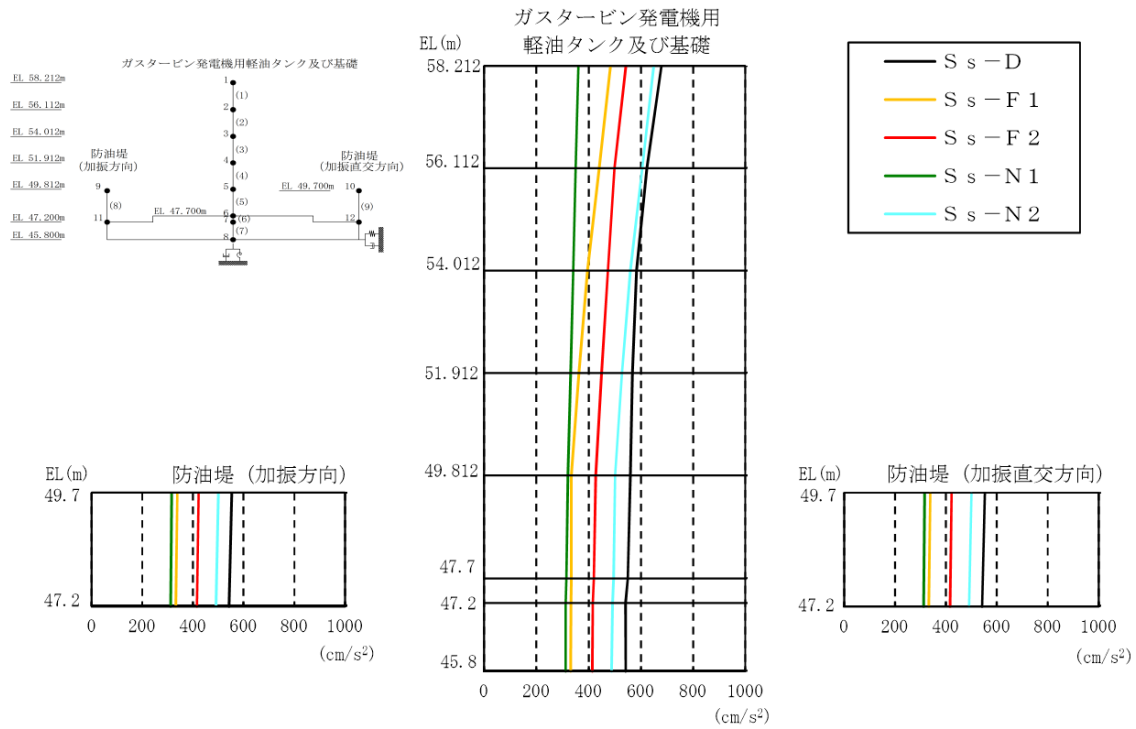 ガスタービン発電機用
軽油タンク及び基礎
EL(m)
58.212
56.112
54.012
51.912
49.812
47.7
47.2
45.8
0 200 400 600 800 1000
(cm/s²)
Ｓｓ－Ｄ
Ｓｓ－Ｆ１
Ｓｓ－Ｆ２
Ｓｓ－Ｎ１
Ｓｓ－Ｎ２
ガスタービン発電機用軽油タンク及び基礎
EL 58.212m
EL 56.112m
EL 54.012m
EL 51.912m
EL 49.812m
EL 47.200m
EL 45.800m
1
(1)
2
(2)
3
(3)
4
(4)
5
(5)
6
(6)
7
(7)
8
防油堤
(加振方向)
9
(8)
11
EL 47.700m
防油堤
(加振直交方向)
EL 49.700m
10
(9)
12
EL(m)
防油堤 (加振方向)
49.7
47.2
0 200 400 600 800 1000
(cm/s²)
EL(m)
防油堤 (加振直交方向)
49.7
47.2
0 200 400 600 800 1000
(cm/s²)